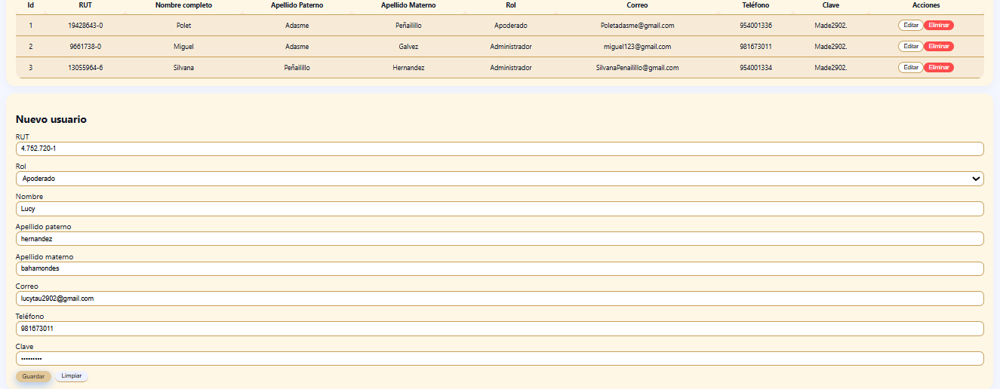 Id RUT Nombre completo Apellido Paterno Apellido Materno Rol Correo Teléfono Clave Acciones
1 19428643-0 Polet Adasme Peñailillo Apoderado Poletadasme@gmail.com 954001336 Made2902. Editar Eliminar
2 9661738-0 Miguel Adasme Galvez Administrador miguel123@gmail.com 981673011 Made2902. Editar Eliminar
3 13055964-6 Silvana Peñailillo Hernandez Administrador SilvanaPenailillo@gmail.com 954001334 Made2902. Editar Eliminar
Nuevo usuario
RUT
4.752.720-1
Rol
Apoderado
Nombre
Lucy
Apellido paterno
hernandez
Apellido materno
bahamondes
Correo
lucytau2902@gmail.com
Teléfono
981673011
Clave
•••••••••
Guardar Limpiar